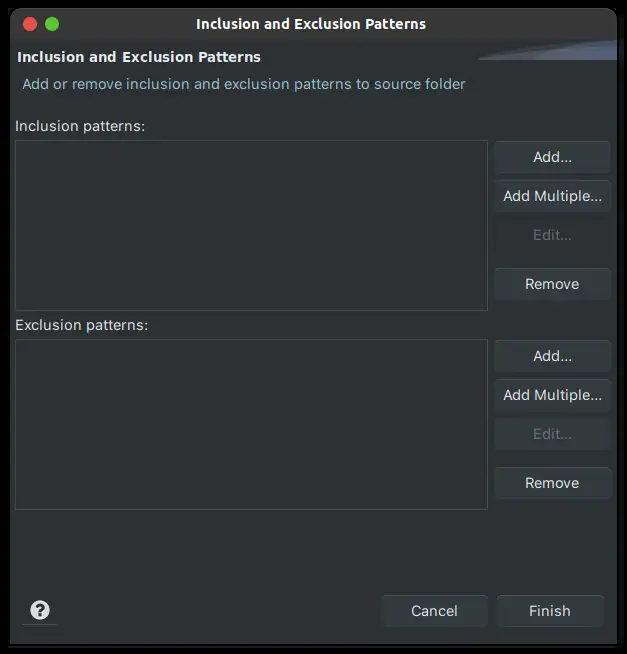 Inclusion and Exclusion Patterns
Inclusion and Exclusion Patterns
Add or remove inclusion and exclusion patterns to source folder
Inclusion patterns:
Add...
Add Multiple...
Edit...
Remove
Exclusion patterns:
Add...
Add Multiple...
Edit...
Remove
?
Cancel
Finish